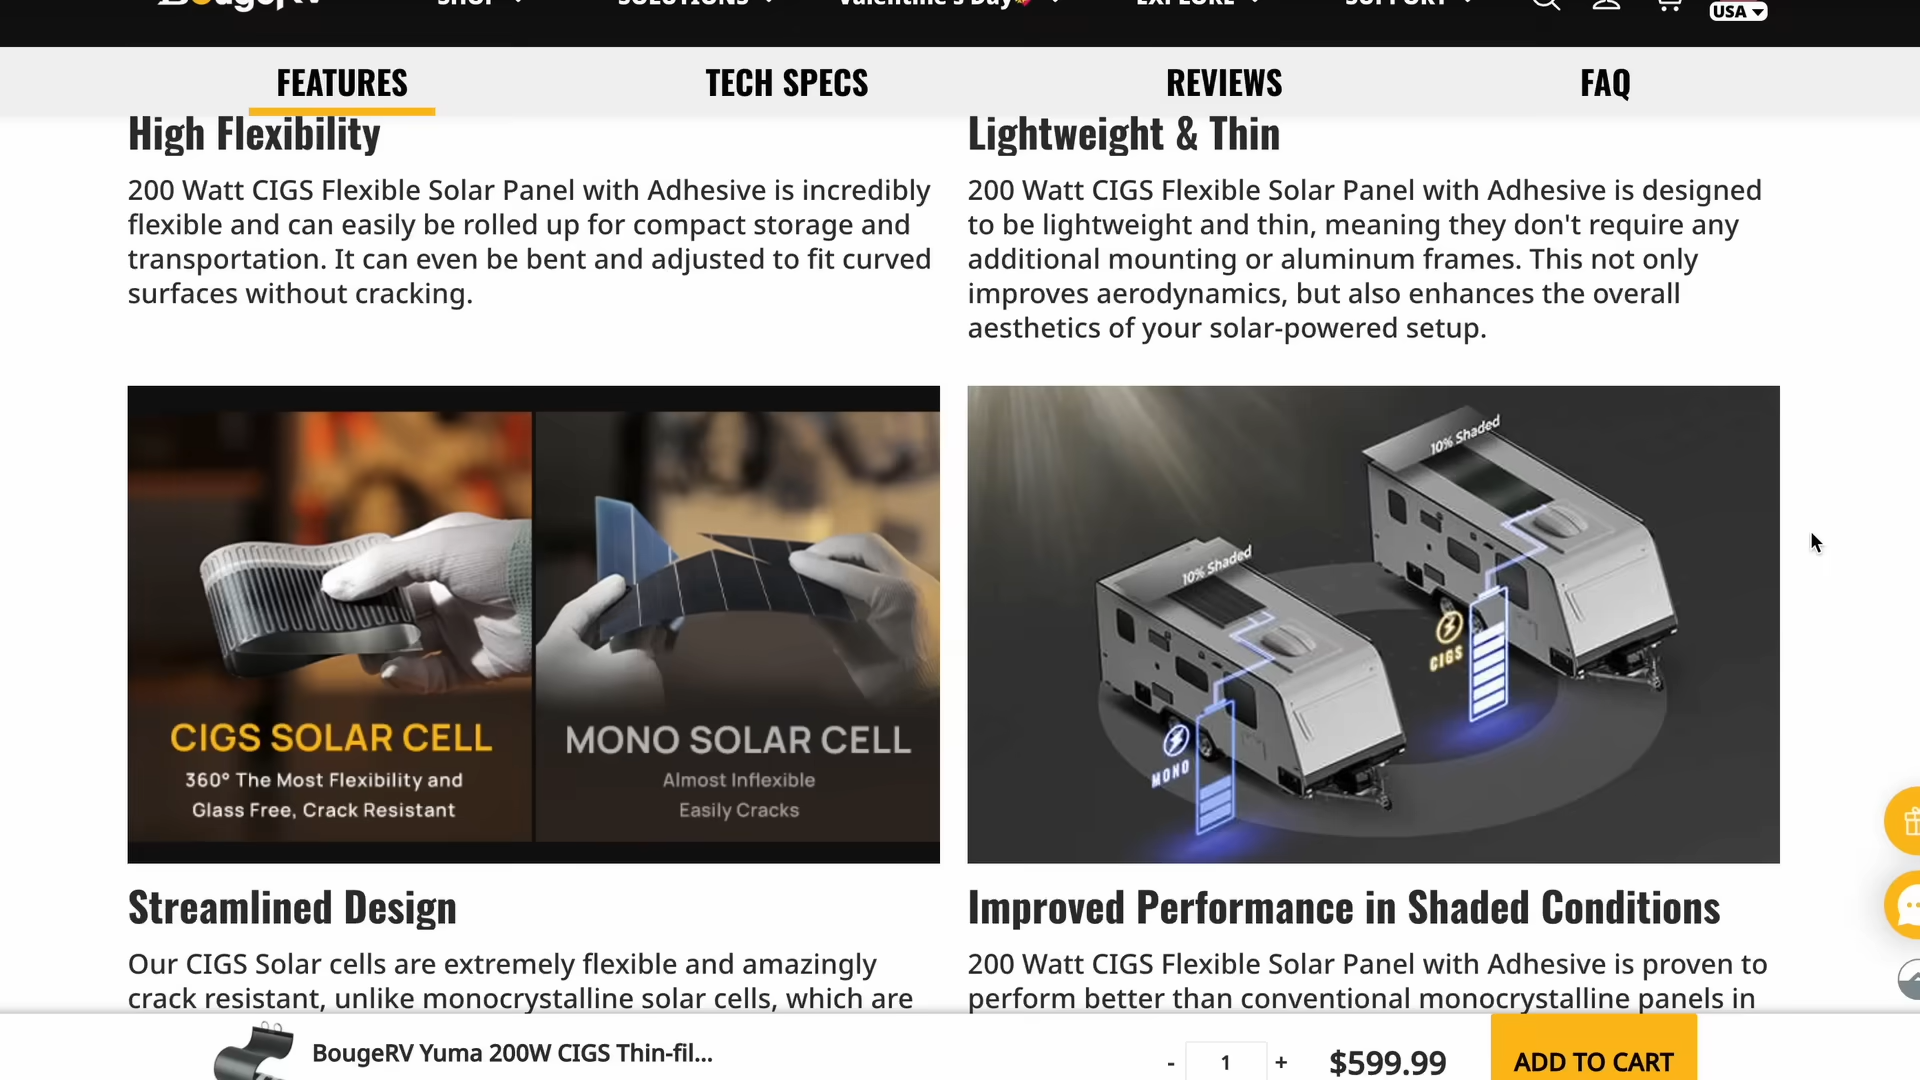 BougeRV
SHOP
SOLUTIONS
Valentine's Day
EXPLORE
SUPPORT
USA
FEATURES
TECH SPECS
REVIEWS
FAQ
High Flexibility
200 Watt CIGS Flexible Solar Panel with Adhesive is incredibly
flexible and can easily be rolled up for compact storage and
transportation. It can even be bent and adjusted to fit curved
surfaces without cracking.
Lightweight & Thin
200 Watt CIGS Flexible Solar Panel with Adhesive is designed
to be lightweight and thin, meaning they don't require any
additional mounting or aluminum frames. This not only
improves aerodynamics, but also enhances the overall
aesthetics of your solar-powered setup.
CIGS SOLAR CELL
360° The Most Flexibility and
Glass Free, Crack Resistant
MONO SOLAR CELL
Almost Inflexible
Easily Cracks
10% Shaded
10% Shaded
CIGS
MONO
Streamlined Design
Our CIGS Solar cells are extremely flexible and amazingly
crack resistant, unlike monocrystalline solar cells, which are
Improved Performance in Shaded Conditions
200 Watt CIGS Flexible Solar Panel with Adhesive is proven to
perform better than conventional monocrystalline panels in
BougeRV Yuma 200W CIGS Thin-fil...
- 1 +
$599.99
ADD TO CART